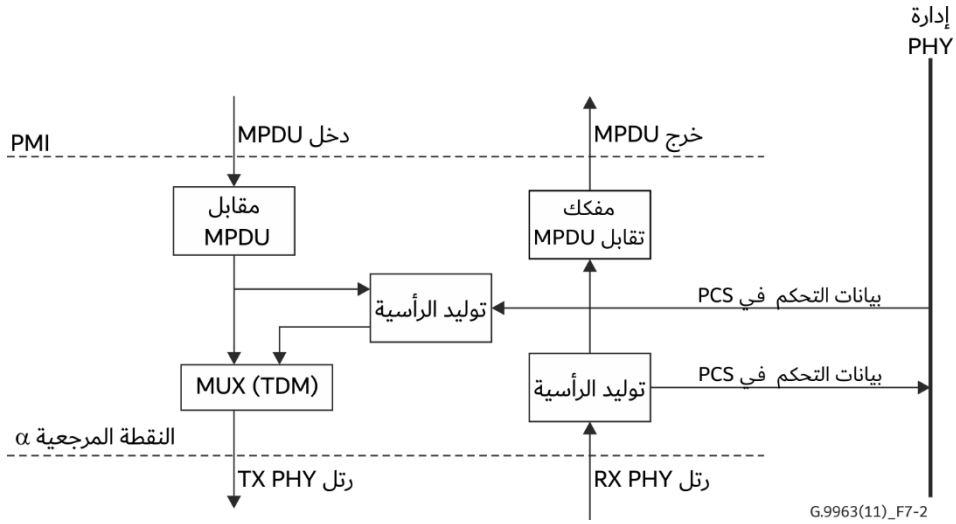 إدارة
PHY
دخل MPDU
خرج MPDU
PMI
مقابل
MPDU
مفكك
تقابل MPDU
توليد الرأسية
بيانات التحكم في PCS
MUX (TDM)
توليد الرأسية
بيانات التحكم في PCS
النقطة المرجعية α
رتل TX PHY
رتل RX PHY
G.9963(11)_F7-2